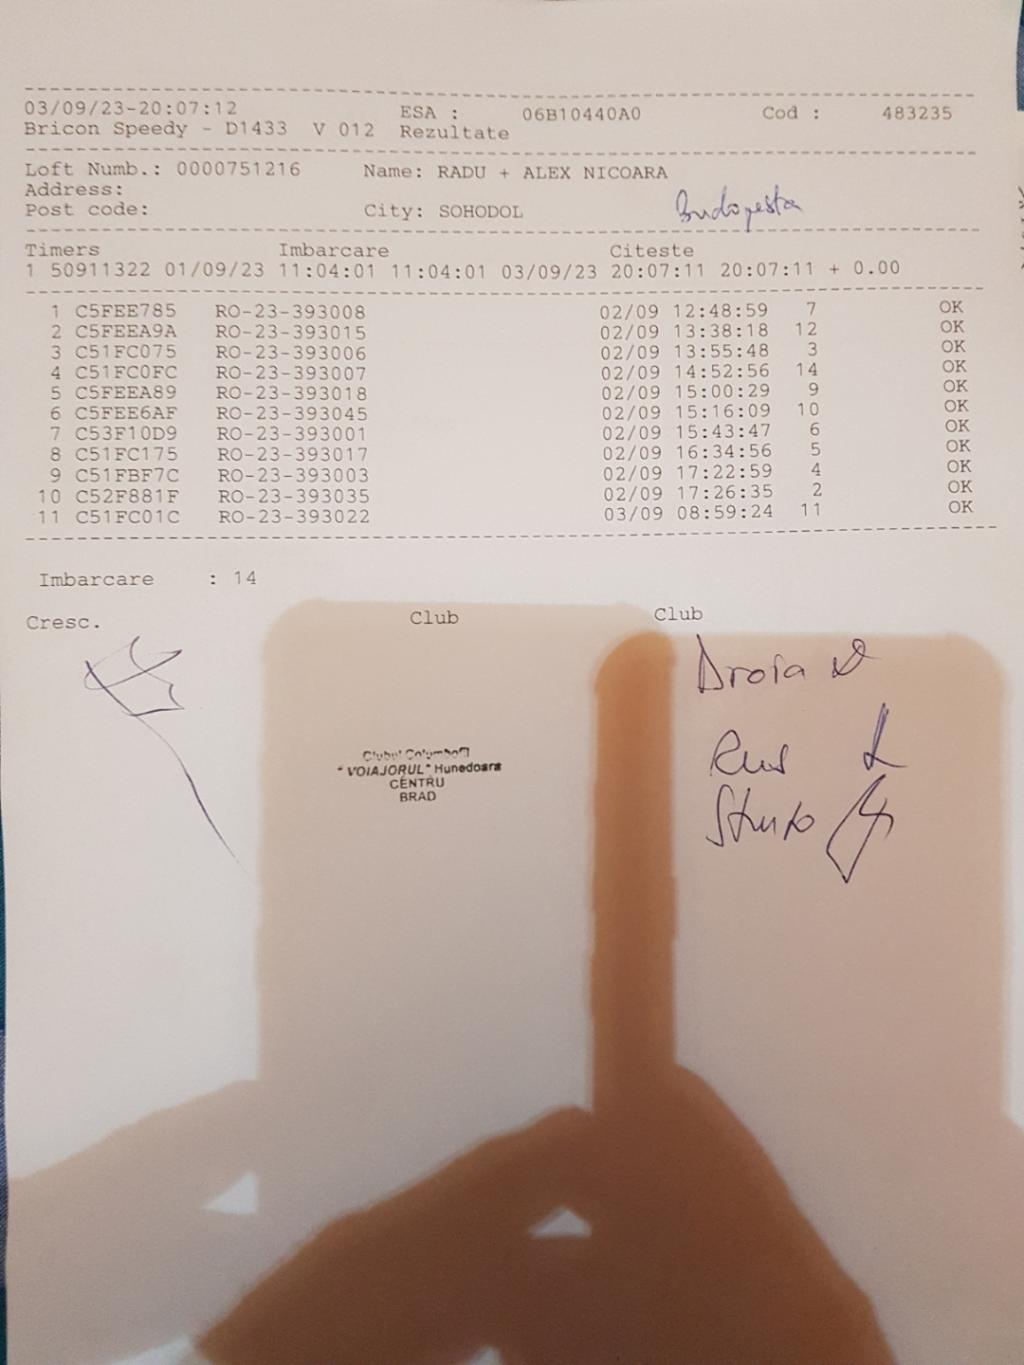 03/09/23-20:07:12 ESA : 06B10440A0 Cod : 483235
Bricon Speedy - D1433 V 012 Rezultate
Loft Numb.: 0000751216 Name: RADU + ALEX NICOARA
Address:
Post code: City: SOHODOL Budapesta
Timers Imbarcare Citeste
1 50911322 01/09/23 11:04:01 11:04:01 03/09/23 20:07:11 20:07:11 + 0.00
1 C5FEE785 RO-23-393008 02/09 12:48:59 7 OK
2 C5FEEA9A RO-23-393015 02/09 13:38:18 12 OK
3 C51FC075 RO-23-393006 02/09 13:55:48 3 OK
4 C51FC0FC RO-23-393007 02/09 14:52:56 14 OK
5 C5FEEA89 RO-23-393018 02/09 15:00:29 9 OK
6 C5FEE6AF RO-23-393045 02/09 15:16:09 10 OK
7 C53F10D9 RO-23-393001 02/09 15:43:47 6 OK
8 C51FC175 RO-23-393017 02/09 16:34:56 5 OK
9 C51FBF7C RO-23-393003 02/09 17:22:59 4 OK
10 C52F881F RO-23-393035 02/09 17:26:35 2 OK
11 C51FC01C RO-23-393022 03/09 08:59:24 11 OK
Imbarcare : 14
Cresc. Club Club
Clubul Columbofil
"VOIAJORUL" Hunedoara
CENTRU
BRAD
Rus